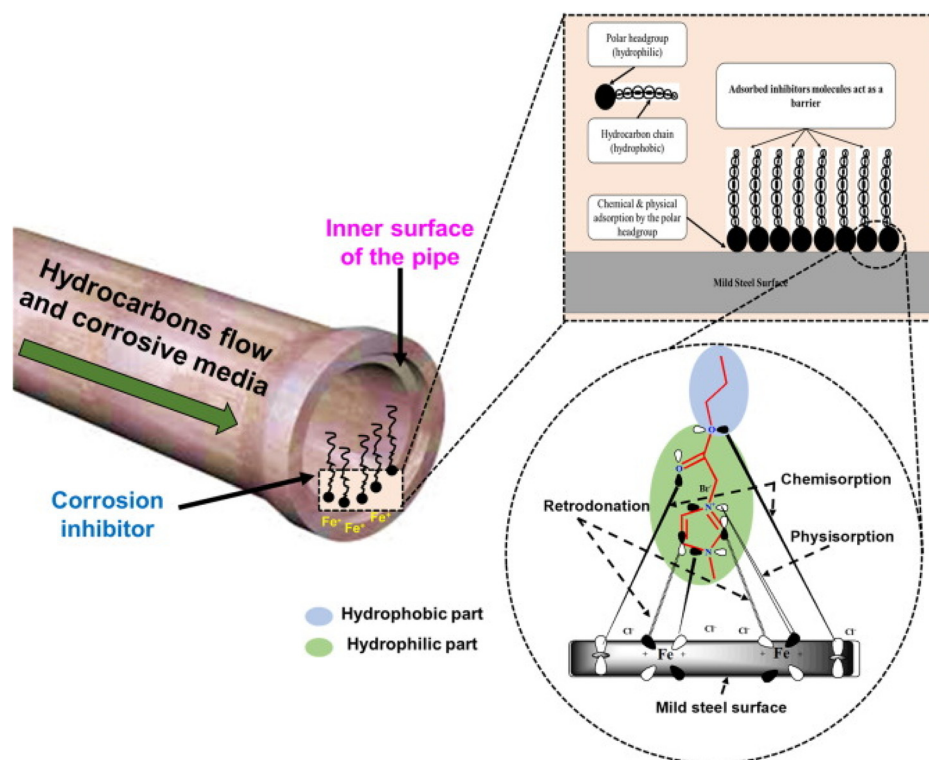 Polar headgroup
(hydrophilic)
Hydrocarbon chain
(hydrophobic)
Adsorbed inhibitors molecules act as a
barrier
Chemical & physical
adsorption by the polar
headgroup
Mild Steel Surface
Inner surface
of the pipe
Hydrocarbons flow
and corrosive media
Corrosion
inhibitor
Fe⁺
Fe⁺
Fe⁺
Hydrophobic part
Hydrophilic part
O
O
Br⁻
N⁺
N
Retrodonation
Chemisorption
Physisorption
Cl⁻
Cl⁻
Cl⁻
Cl⁻
+ Fe +
+ Fe +
Mild steel surface